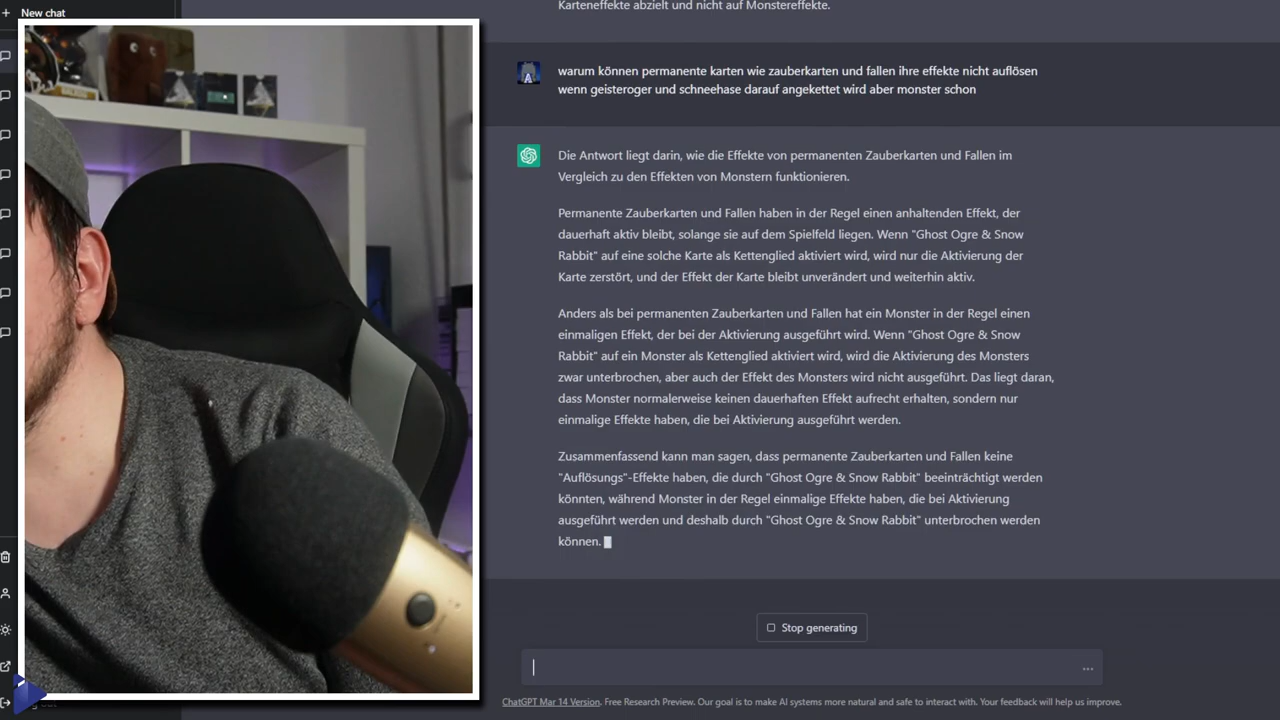 New chat
Karteneffekte abzielt und nicht auf Monstereffekte.
warum können permanente karten wie zauberkarten und fallen ihre effekte nicht auflösen
wenn geisteroger und schneehase darauf angekettet wird aber monster schon
Die Antwort liegt darin, wie die Effekte von permanenten Zauberkarten und Fallen im
Vergleich zu den Effekten von Monstern funktionieren.
Permanente Zauberkarten und Fallen haben in der Regel einen anhaltenden Effekt, der
dauerhaft aktiv bleibt, solange sie auf dem Spielfeld liegen. Wenn "Ghost Ogre & Snow
Rabbit" auf eine solche Karte als Kettenglied aktiviert wird, wird nur die Aktivierung der
Karte zerstört, und der Effekt der Karte bleibt unverändert und weiterhin aktiv.
Anders als bei permanenten Zauberkarten und Fallen hat ein Monster in der Regel einen
einmaligen Effekt, der bei der Aktivierung ausgeführt wird. Wenn "Ghost Ogre & Snow
Rabbit" auf ein Monster als Kettenglied aktiviert wird, wird die Aktivierung des Monsters
zwar unterbrochen, aber auch der Effekt des Monsters wird nicht ausgeführt. Das liegt daran,
dass Monster normalerweise keinen dauerhaften Effekt aufrecht erhalten, sondern nur
einmalige Effekte haben, die bei Aktivierung ausgeführt werden.
Zusammenfassend kann man sagen, dass permanente Zauberkarten und Fallen keine
"Auflösungs"-Effekte haben, die durch "Ghost Ogre & Snow Rabbit" beeinträchtigt werden
könnten, während Monster in der Regel einmalige Effekte haben, die bei Aktivierung
ausgeführt werden und deshalb durch "Ghost Ogre & Snow Rabbit" unterbrochen werden
können.
Stop generating
ChatGPT Mar 14 Version. Free Research Preview. Our goal is to make AI systems more natural and safe to interact with. Your feedback will help us improve.